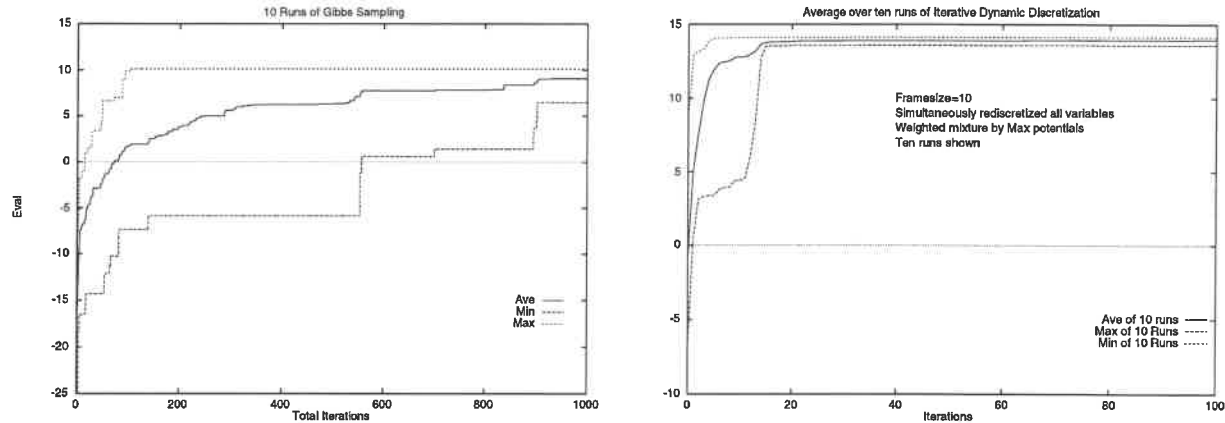 10 Runs of Gibbs Sampling
15
10
5
0
-5
-10
-15
-20
-25
Eval
Ave
Min
Max
0
200
400
600
800
1000
Total Iterations
Average over ten runs of Iterative Dynamic Discretization
15
10
5
0
-5
-10
Framesize=10
Simultaneously rediscretized all variables
Weighted mixture by Max potentials
Ten runs shown
Ave of 10 runs
Max of 10 Runs
Min of 10 Runs
0
20
40
60
80
100
Iterations